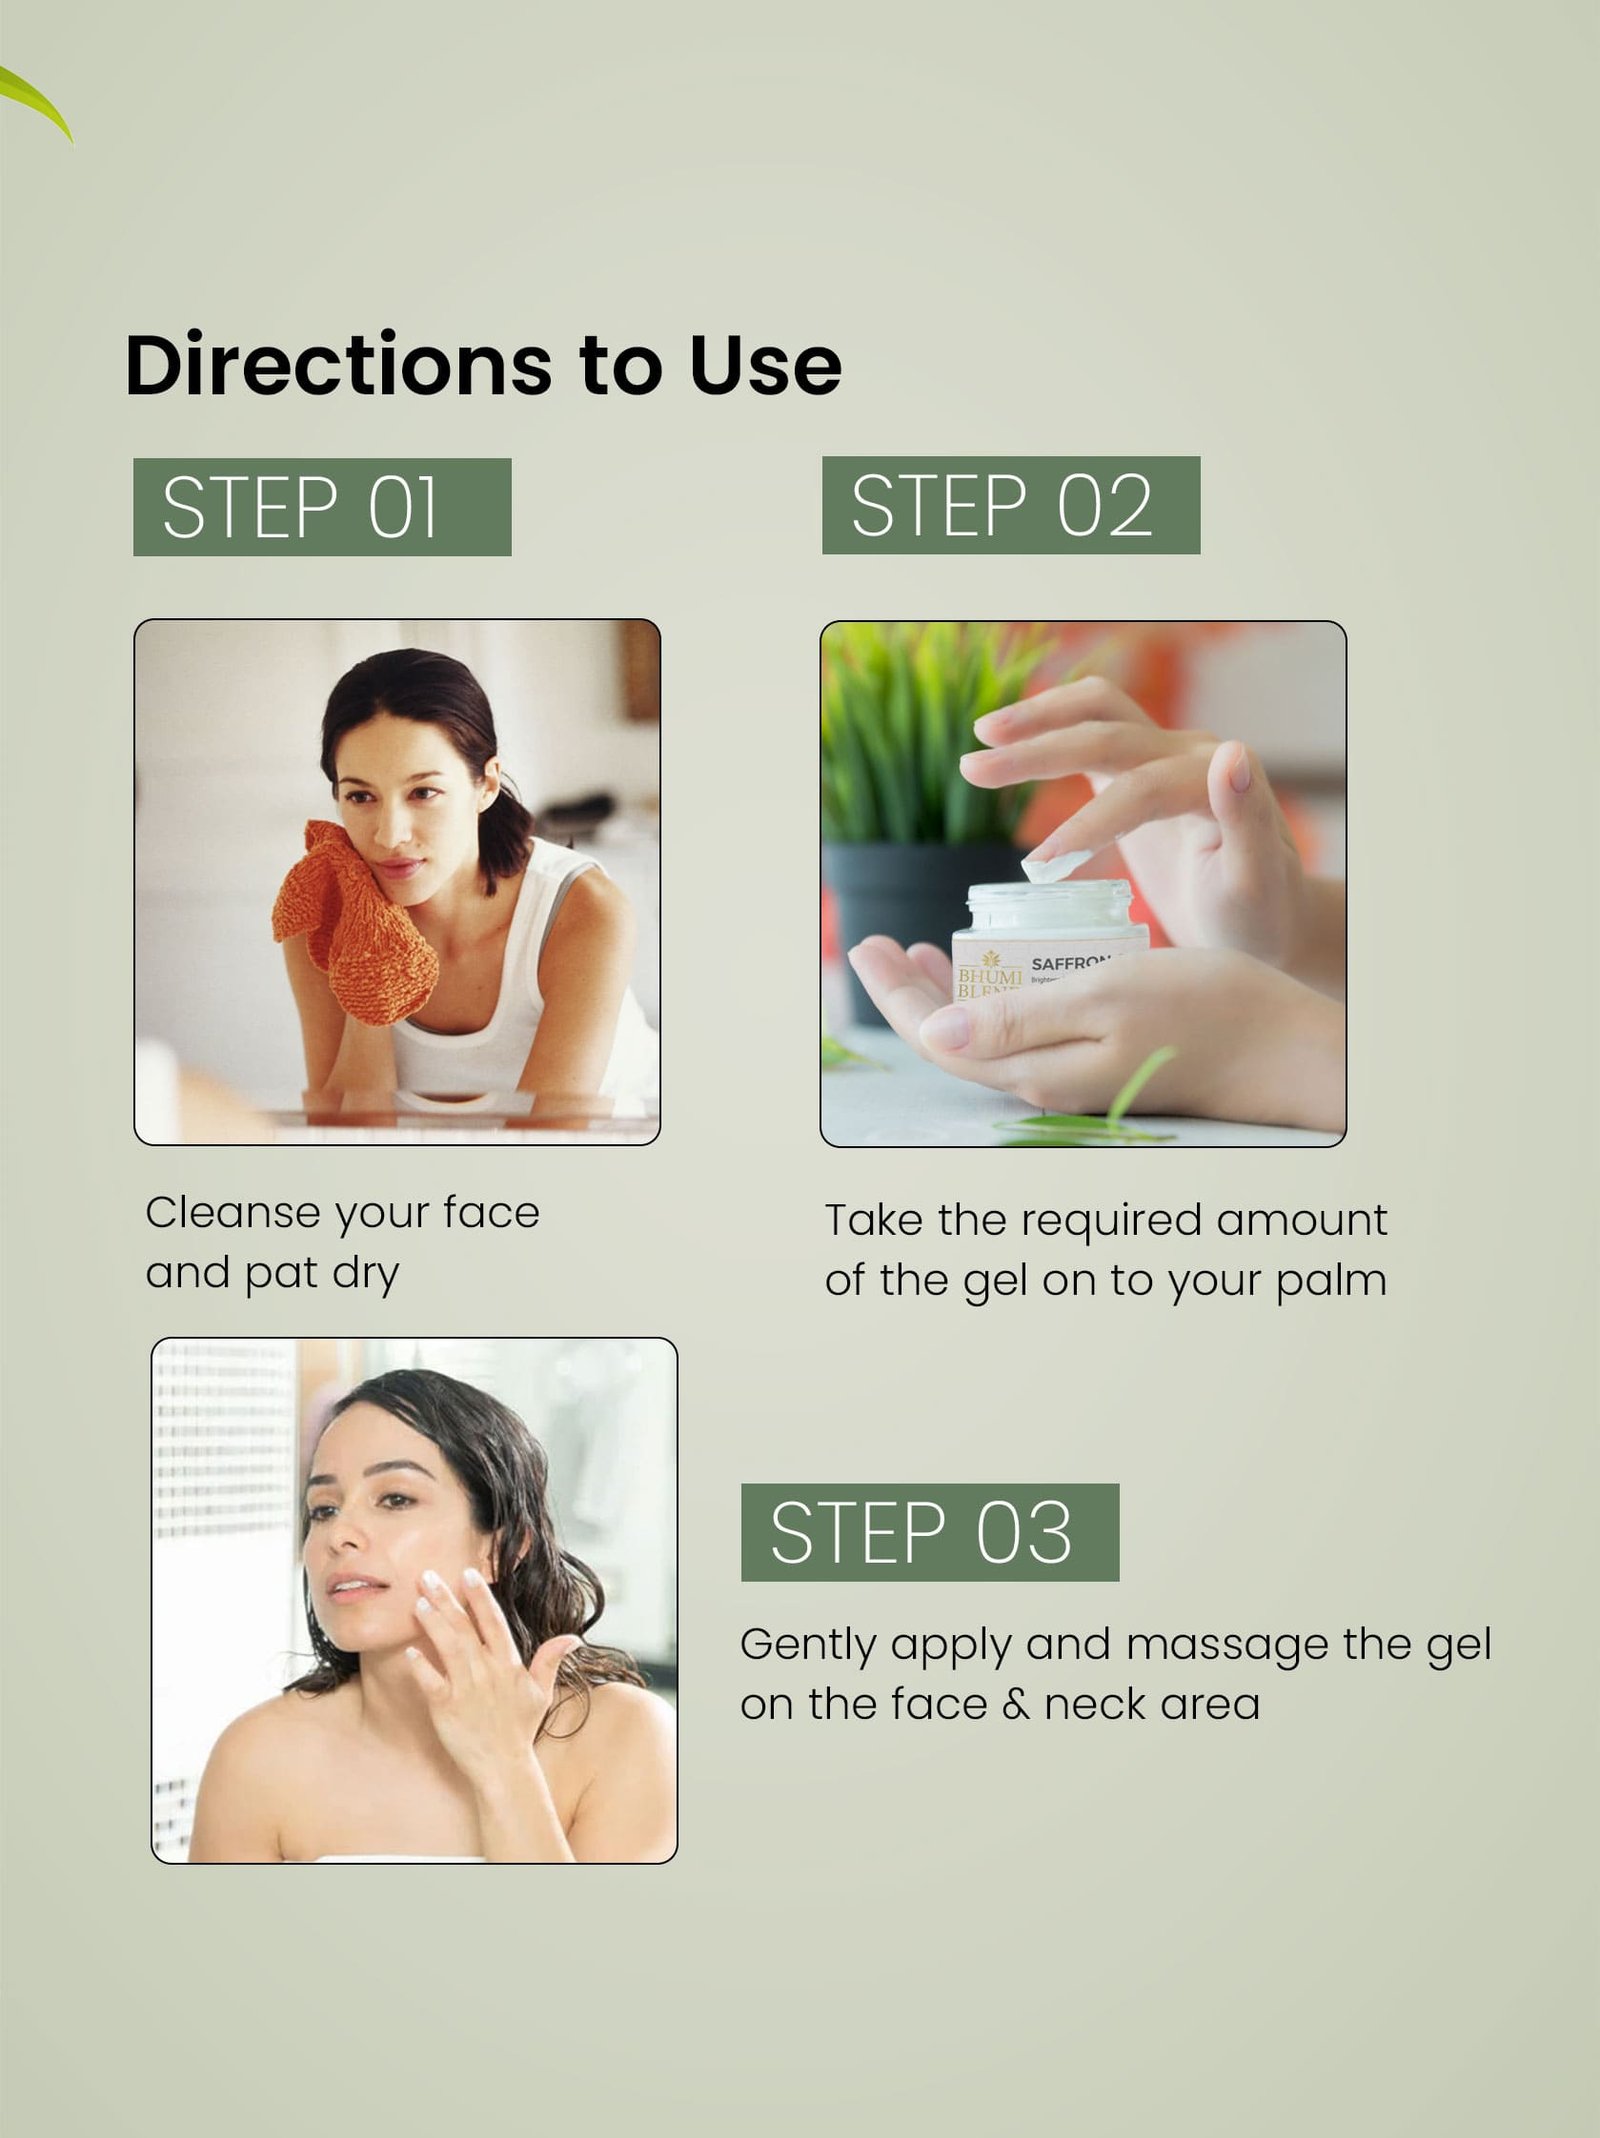 Directions to Use
STEP 01
STEP 02
BHUMI
SAFFRON
Cleanse your face
and pat dry
Take the required amount
of the gel on to your palm
STEP 03
Gently apply and massage the gel
on the face & neck area